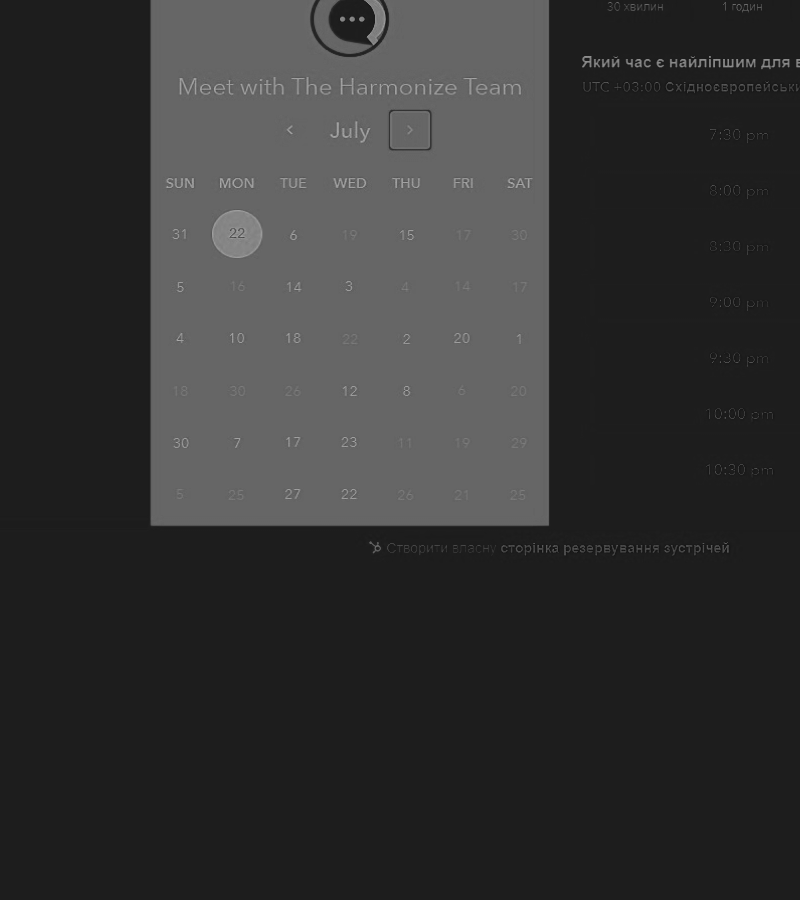 30 хвилин 1 годин
Meet with The Harmonize Team
July
SUN MON TUE WED THU FRI SAT
31 22 6 19 15 17 30
5 16 14 3 4 14 17
4 10 18 22 2 20 1
18 30 26 12 8 6 20
30 7 17 23 11 19 29
5 25 27 22 26 21 25
Який час є найліпшим для
UTC +03:00
7:30 pm
8:00 pm
8:30 pm
9:00 pm
9:30 pm
10:00 pm
10:30 pm
Створити власну сторінка резервування зустрічей